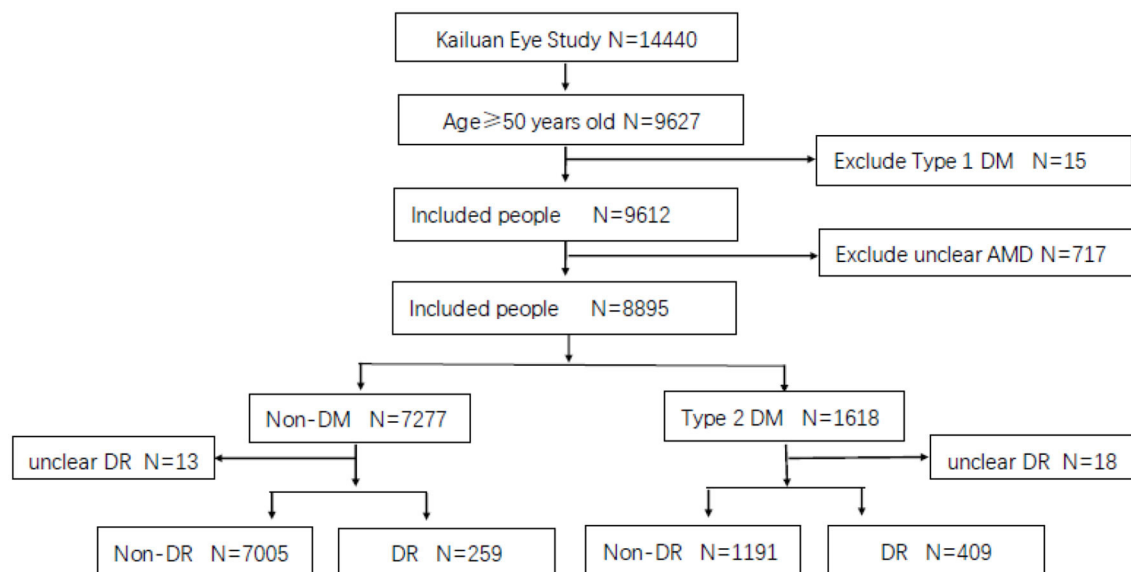 Kailuan Eye Study N=14440
Age≥50 years old N=9627
Exclude Type 1 DM N=15
Included people N=9612
Exclude unclear AMD N=717
Included people N=8895
Non-DM N=7277
Type 2 DM N=1618
unclear DR N=13
unclear DR N=18
Non-DR N=7005
DR N=259
Non-DR N=1191
DR N=409